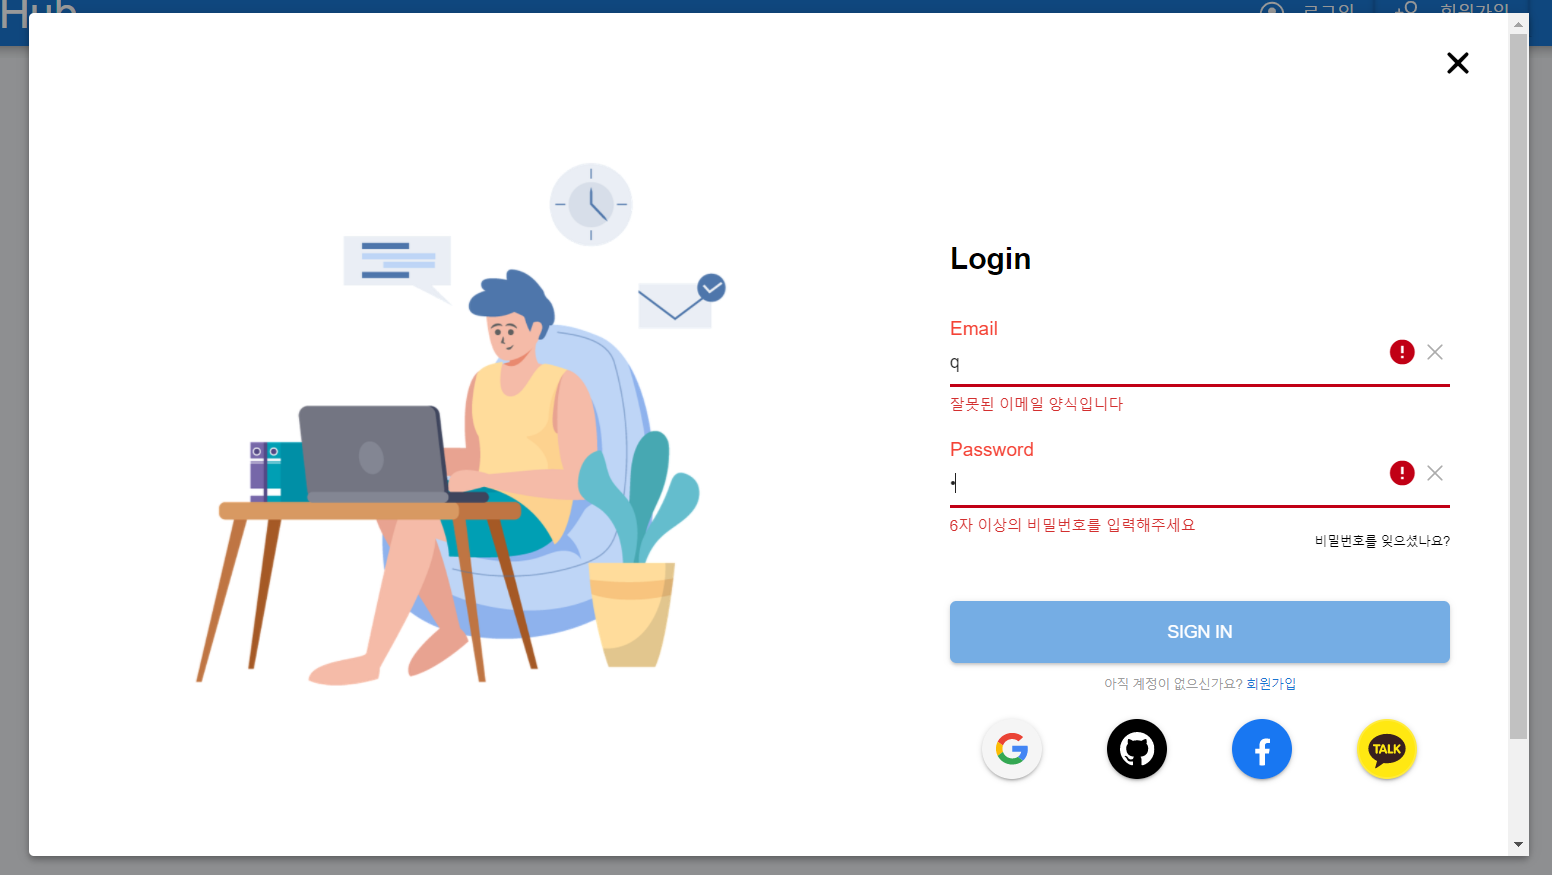 Hub
로그인
회원가입
Login
Email
q
잘못된 이메일 양식입니다
Password
•
6자 이상의 비밀번호를 입력해주세요
비밀번호를 잊으셨나요?
SIGN IN
아직 계정이 없으신가요? 회원가입
TALK